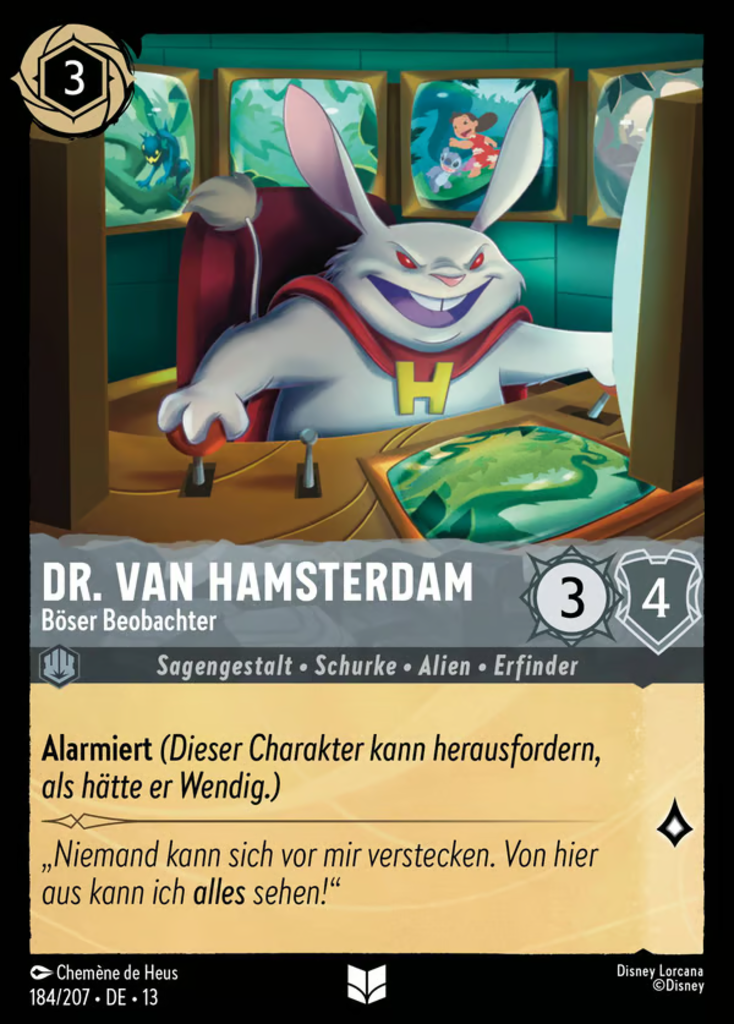 3
H
DR. VAN HAMSTERDAM
Böser Beobachter
3
4
Sagengestalt • Schurke • Alien • Erfinder
Alarmiert (Dieser Charakter kann herausfordern,
als hätte er Wendig.)
„Niemand kann sich vor mir verstecken. Von hier
aus kann ich alles sehen!“
Chemène de Heus
184/207 • DE • 13
Disney Lorcana
©Disney